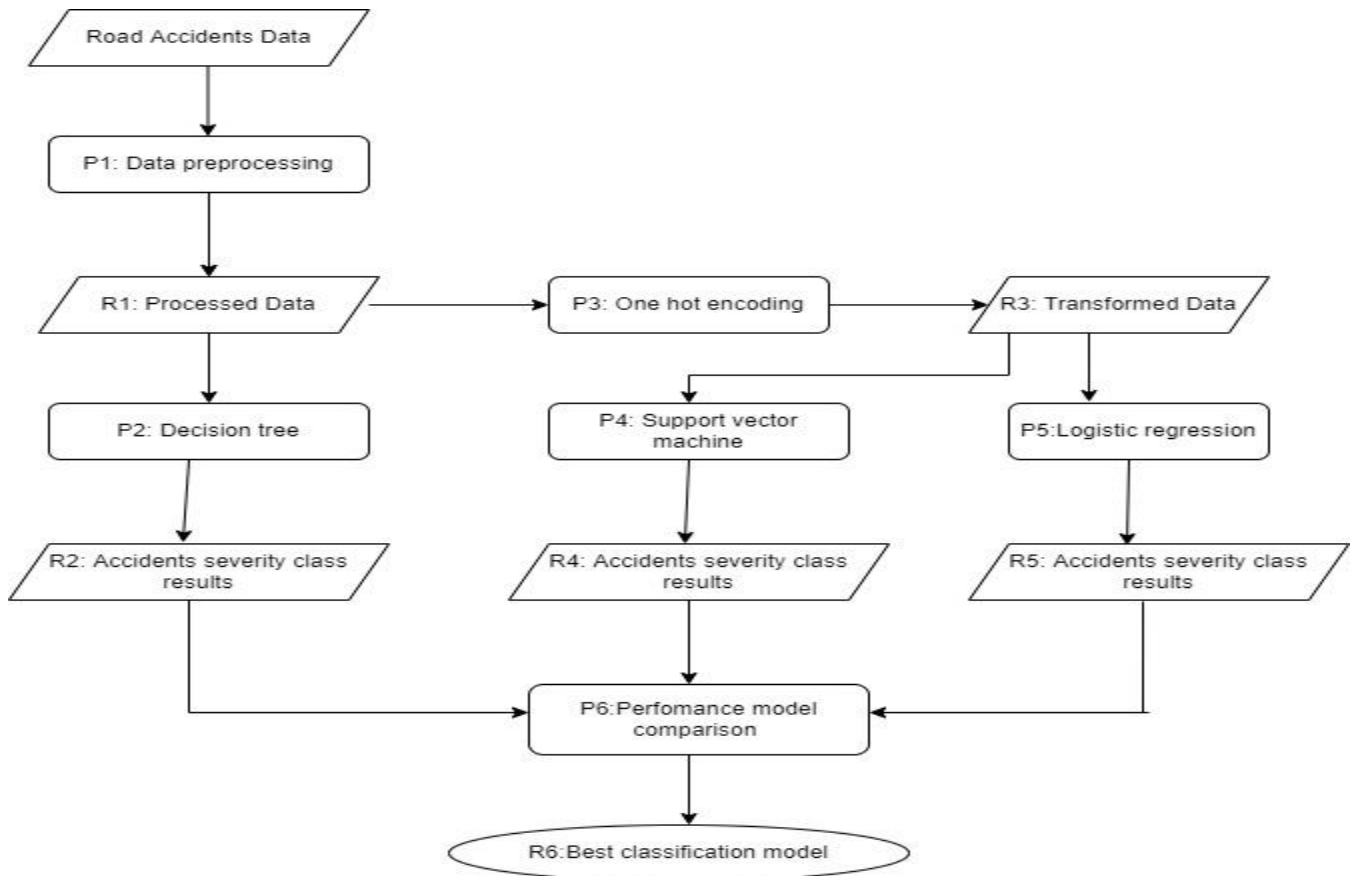 Road Accidents Data
P1: Data preprocessing
R1: Processed Data
P3: One hot encoding
R3: Transformed Data
P2: Decision tree
P4: Support vector
machine
P5:Logistic regression
R2: Accidents severity class
results
R4: Accidents severity class
results
R5: Accidents severity class
results
P6:Perfomance model
comparison
R6:Best classification model